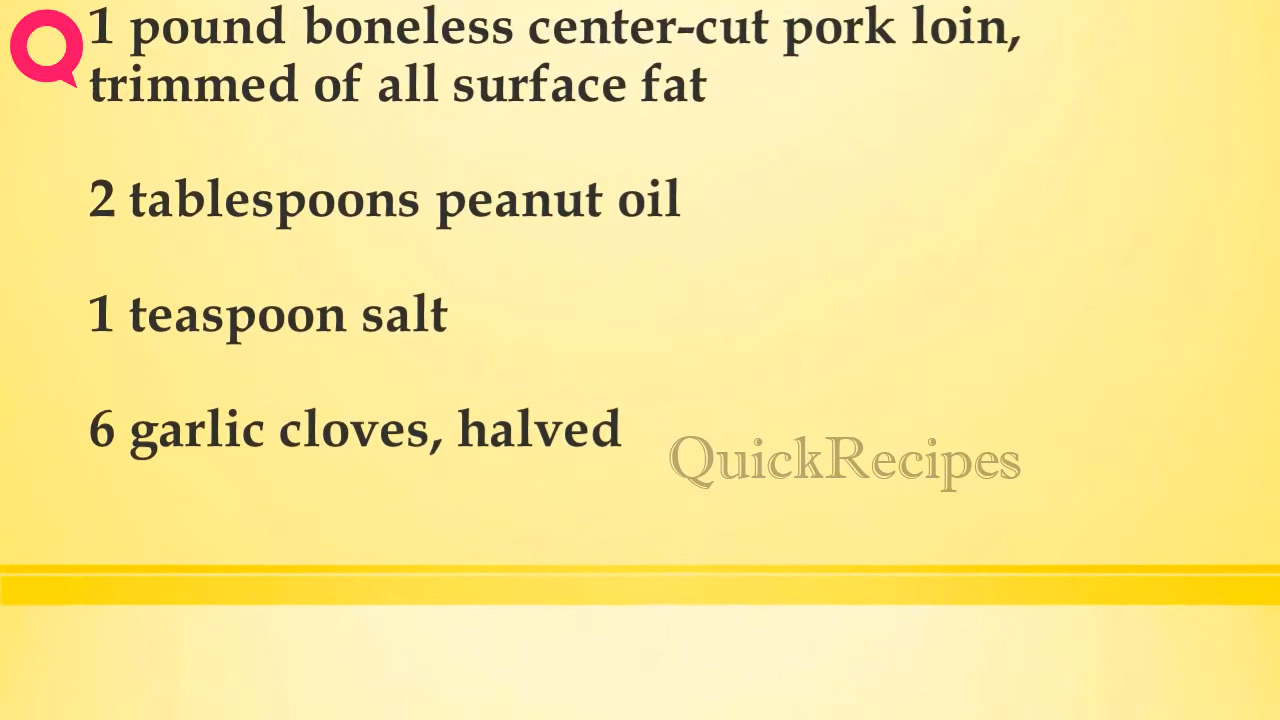 1 pound boneless center-cut pork loin,
trimmed of all surface fat
2 tablespoons peanut oil
1 teaspoon salt
6 garlic cloves, halved
QuickRecipes